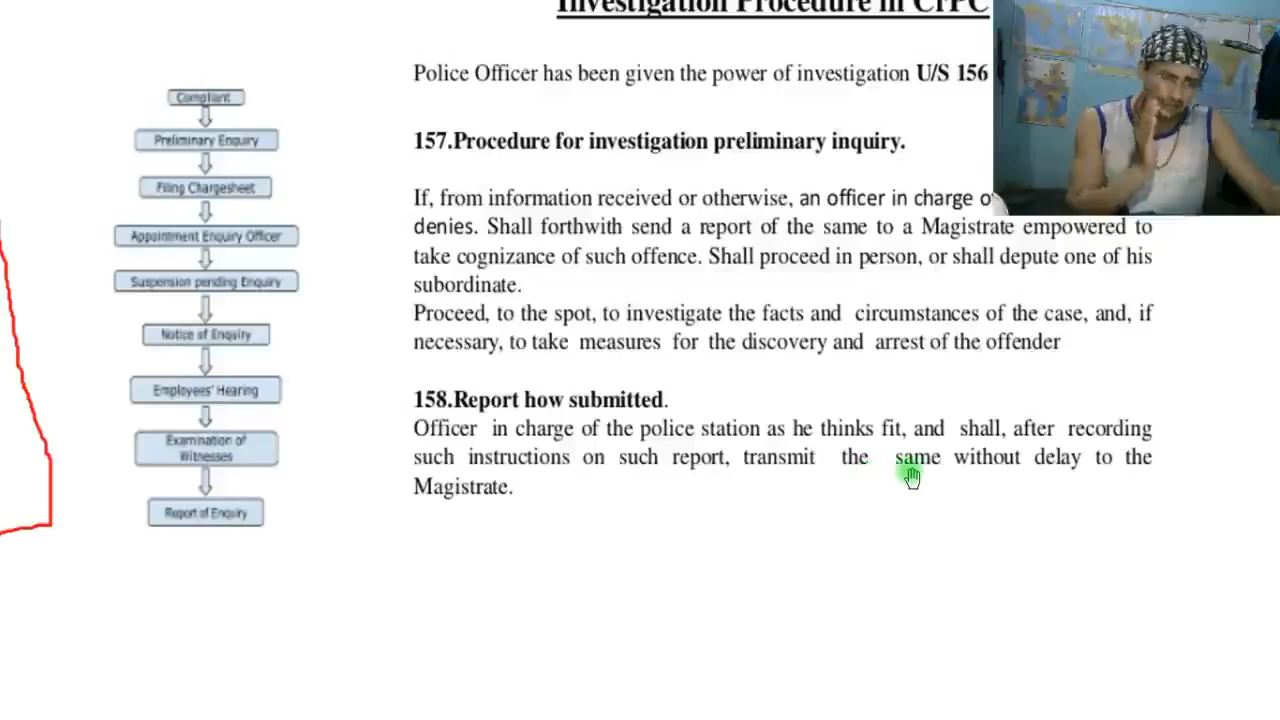 Investigation Procedure in CrPC
Police Officer has been given the power of investigation U/S 156
157.Procedure for investigation preliminary inquiry.
If, from information received or otherwise, an officer in charge
denies. Shall forthwith send a report of the same to a Magistrate empowered to
take cognizance of such offence. Shall proceed in person, or shall depute one of his
subordinate.
Proceed, to the spot, to investigate the facts and circumstances of the case, and, if
necessary, to take measures for the discovery and arrest of the offender
158.Report how submitted.
Officer in charge of the police station as he thinks fit, and shall, after recording
such instructions on such report, transmit the same without delay to the
Magistrate.
Compliant
Preliminary Enquiry
Filing Chargesheet
Appointment Enquiry Officer
Suspension pending Enquiry
Notice of Enquiry
Employees' Hearing
Examination of
Witnesses
Report of Enquiry